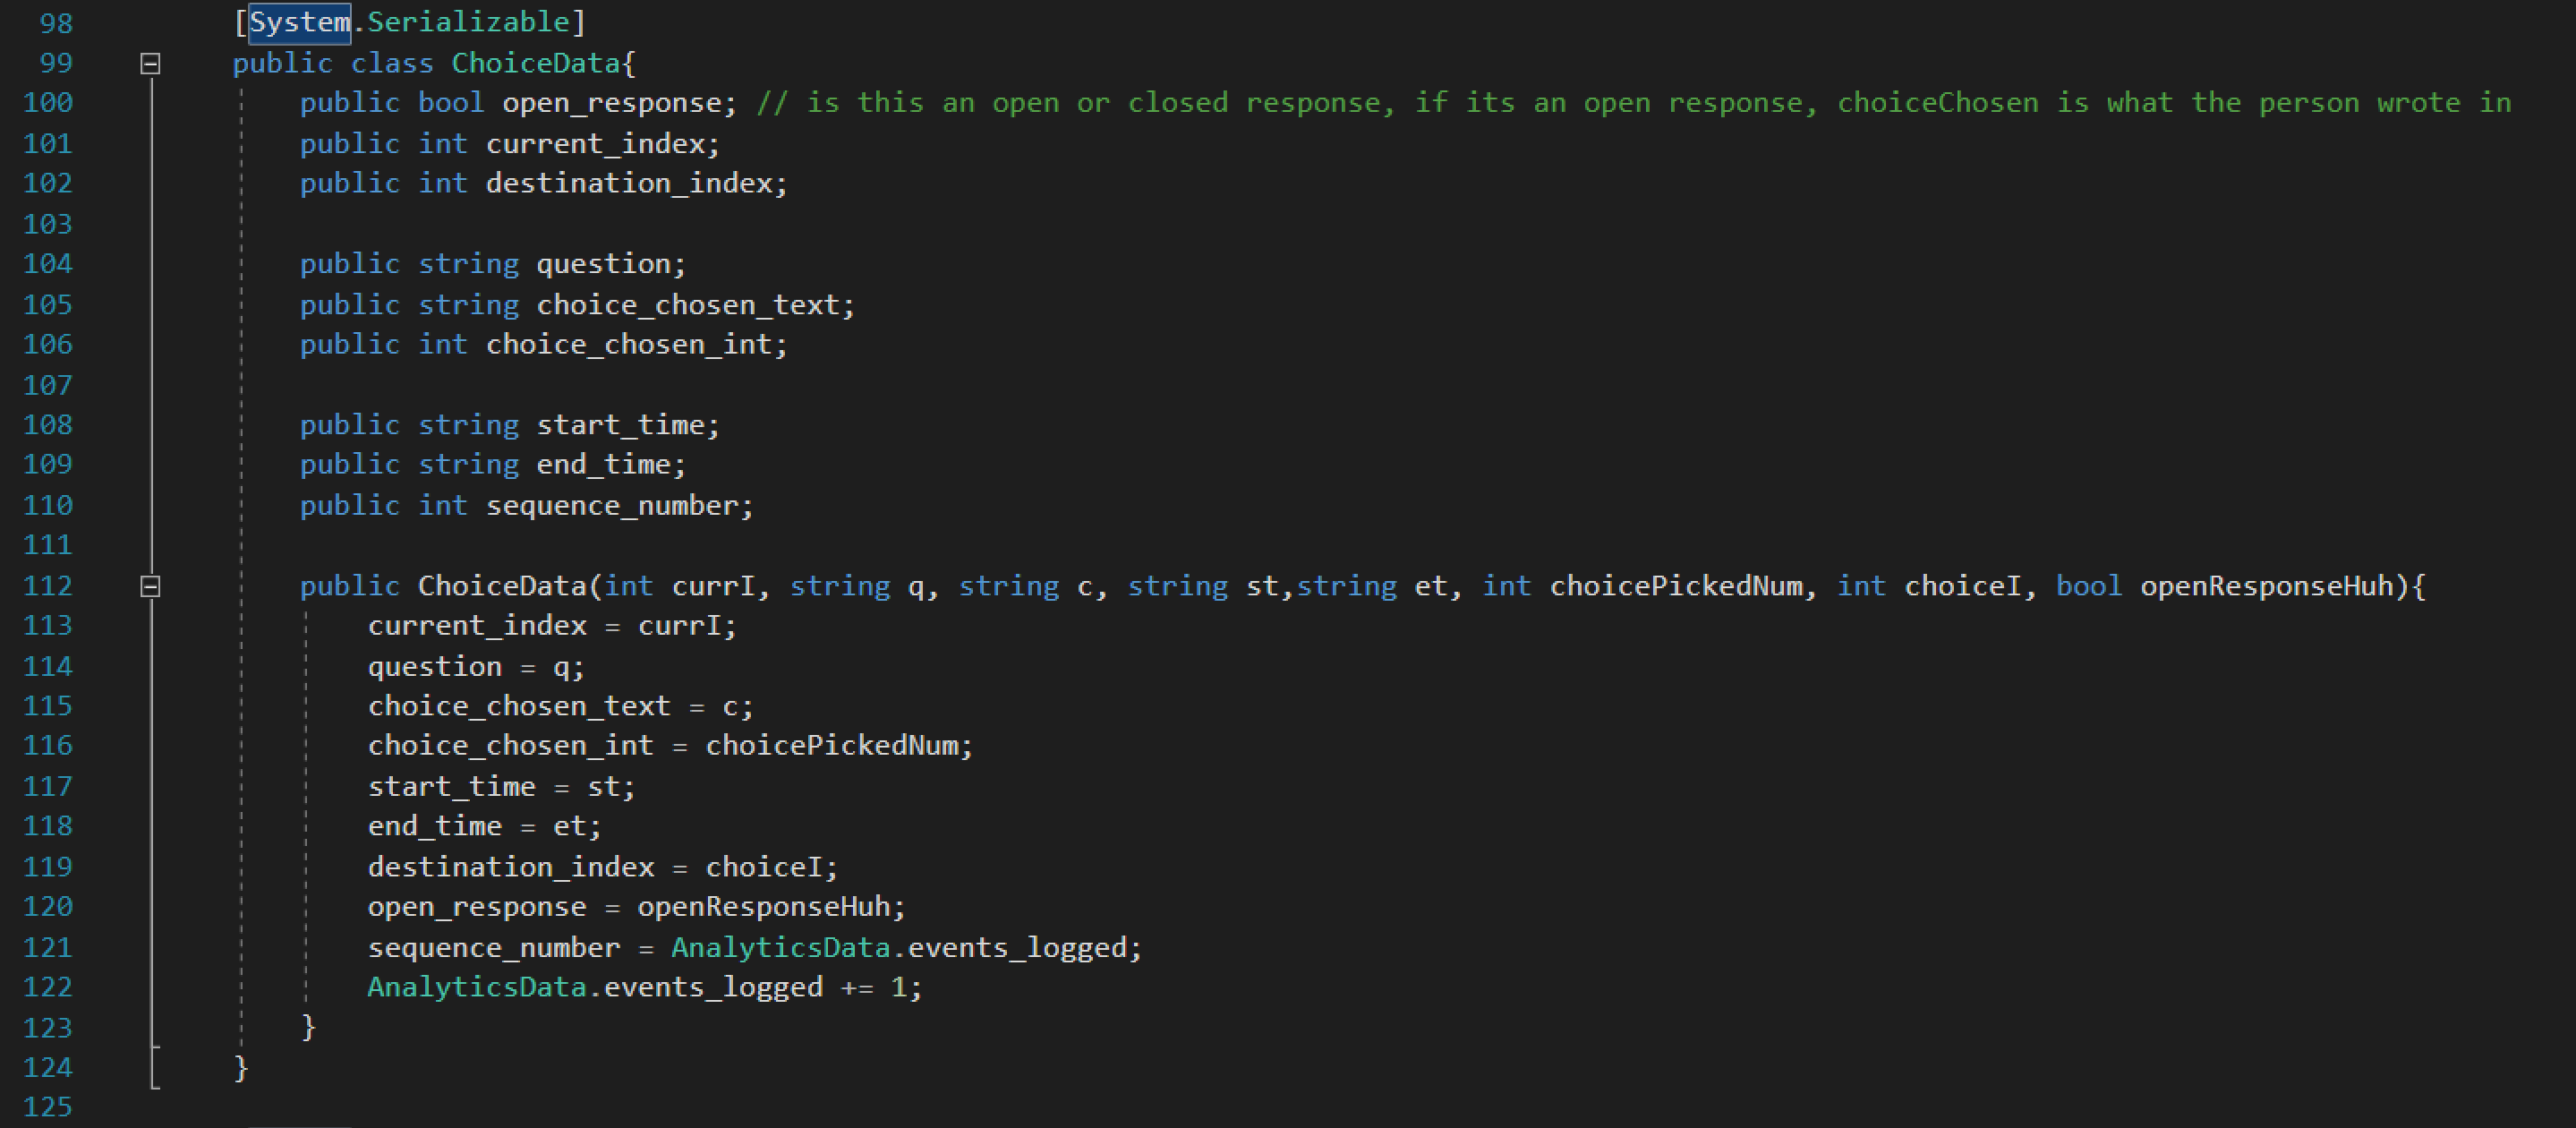 98 [System.Serializable]
99 public class ChoiceData{
100 public bool open_response; // is this an open or closed response, if its an open response, choiceChosen is what the person wrote in
101 public int current_index;
102 public int destination_index;
103
104 public string question;
105 public string choice_chosen_text;
106 public int choice_chosen_int;
107
108 public string start_time;
109 public string end_time;
110 public int sequence_number;
111
112 public ChoiceData(int currI, string q, string c, string st,string et, int choicePickedNum, int choiceI, bool openResponseHuh){
113 current_index = currI;
114 question = q;
115 choice_chosen_text = c;
116 choice_chosen_int = choicePickedNum;
117 start_time = st;
118 end_time = et;
119 destination_index = choiceI;
120 open_response = openResponseHuh;
121 sequence_number = AnalyticsData.events_logged;
122 AnalyticsData.events_logged += 1;
123 }
124 }
125